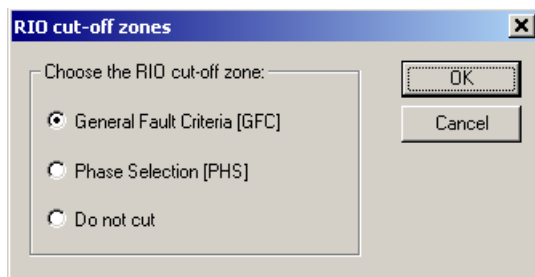 RIO cut-off zones
Choose the RIO cut-off zone:
General Fault Criteria [GFC]
Phase Selection [PHS]
Do not cut
OK
Cancel